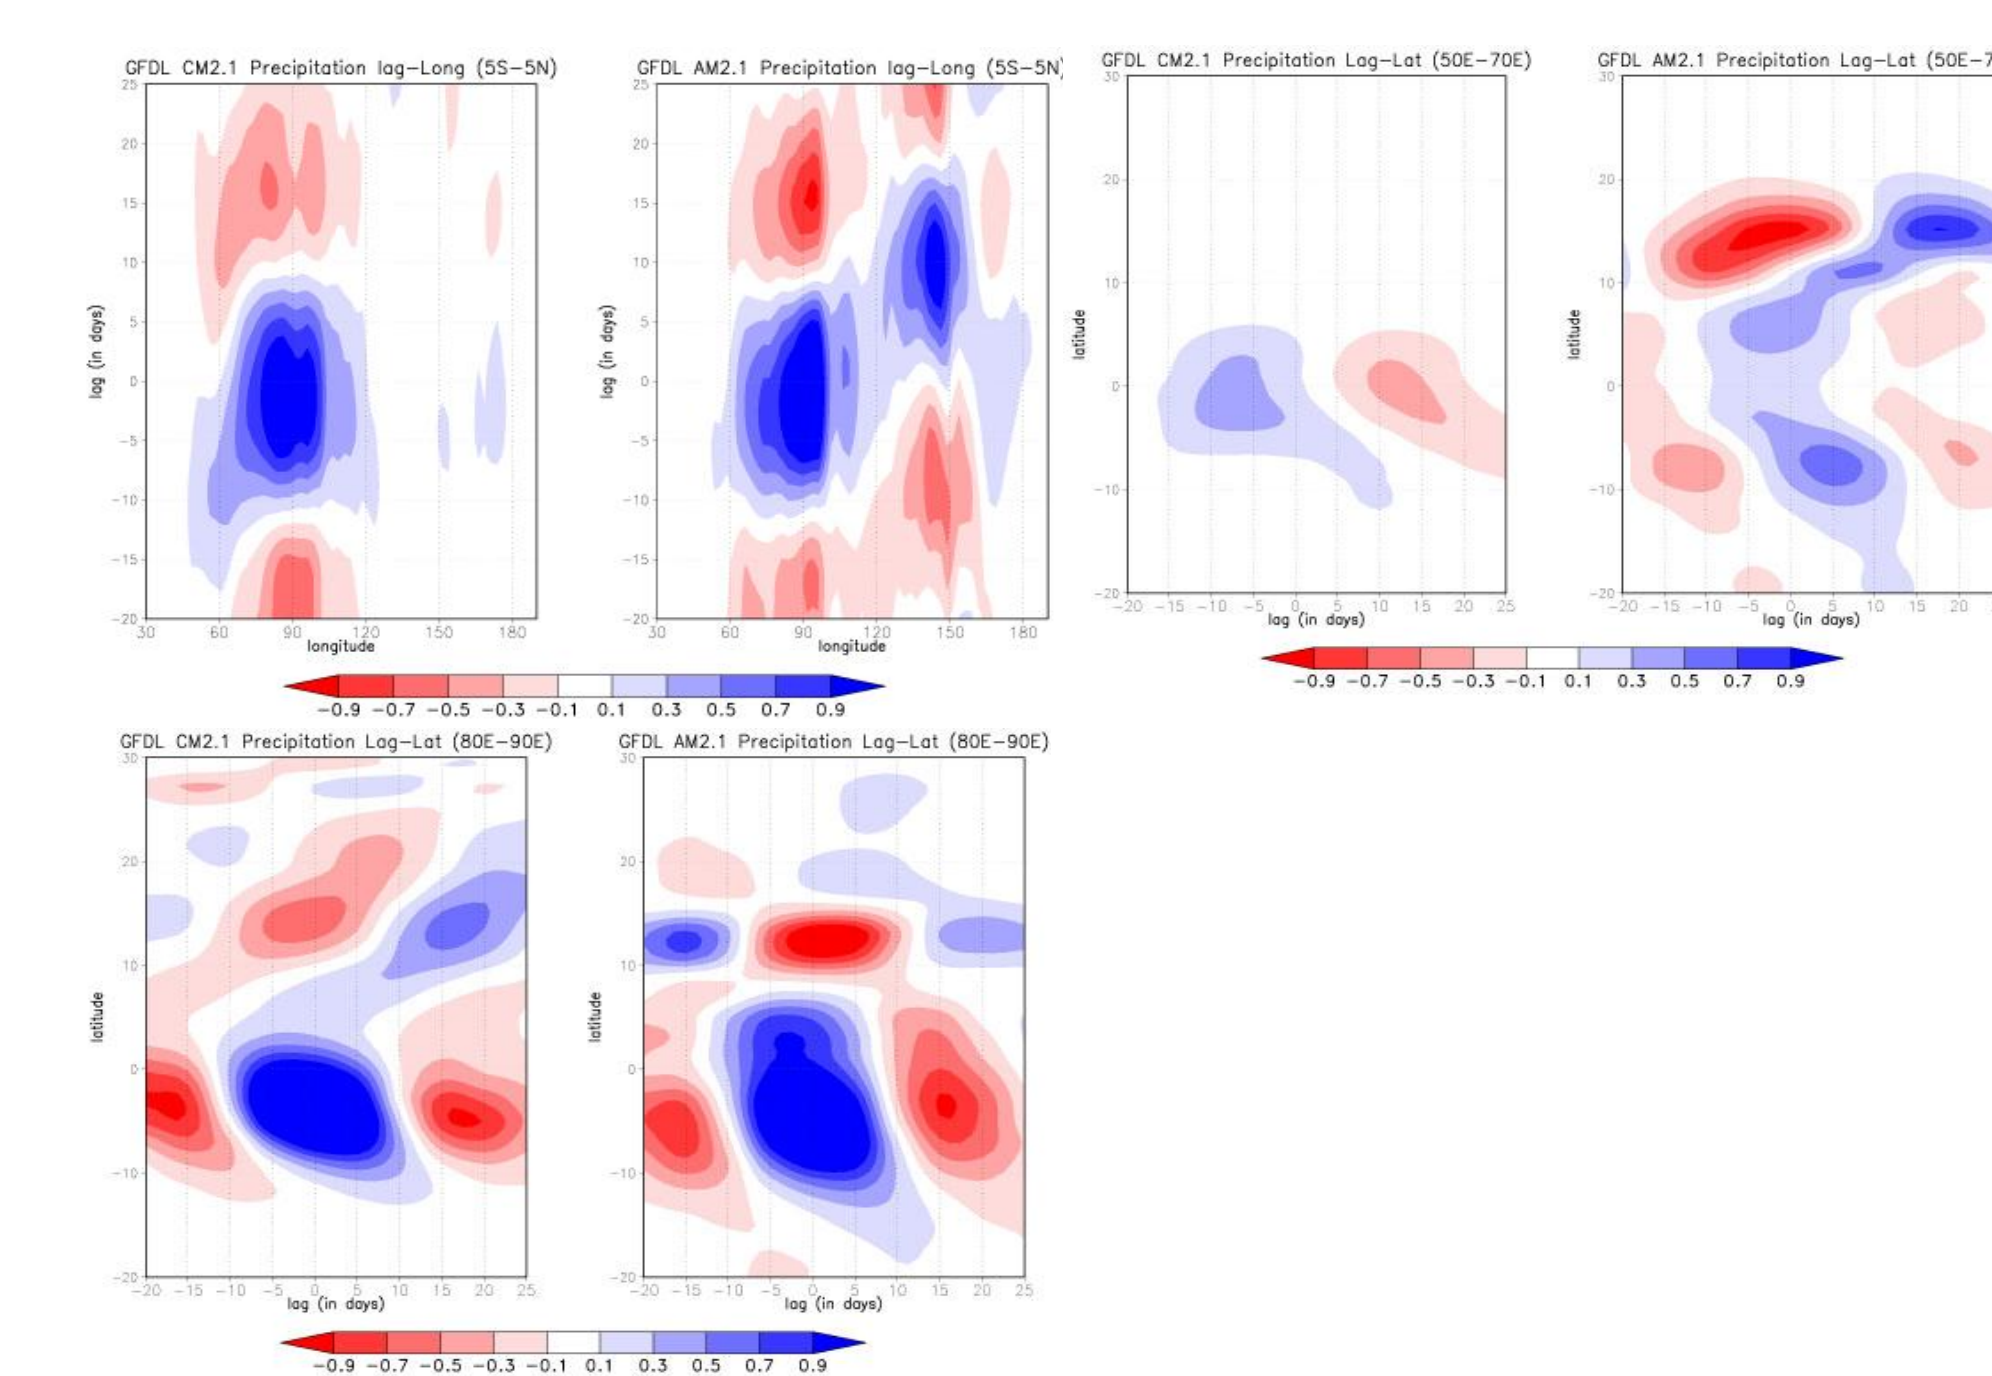 GFDL CM2.1 Precipitation lag-Long (5S-5N)
25
20
15
10
5
0
-5
-10
-15
-20
lag (in days)
30 60 90 120 150 180
longitude
GFDL AM2.1 Precipitation lag-Long (5S-5N)
25
20
15
10
5
0
-5
-10
-15
-20
lag (in days)
30 60 90 120 150 180
longitude
-0.9 -0.7 -0.5 -0.3 -0.1 0.1 0.3 0.5 0.7 0.9
GFDL CM2.1 Precipitation Lag-Lat (50E-70E)
30
20
10
0
-10
-20
latitude
-20 -15 -10 -5 0 5 10 15 20 25
lag (in days)
GFDL AM2.1 Precipitation Lag-Lat (50E-7
30
20
10
0
-10
-20
latitude
-20 -15 -10 -5 0 5 10 15 20
lag (in days)
-0.9 -0.7 -0.5 -0.3 -0.1 0.1 0.3 0.5 0.7 0.9
GFDL CM2.1 Precipitation Lag-Lat (80E-90E)
30
20
10
0
-10
-20
latitude
-20 -15 -10 -5 0 5 10 15 20 25
lag (in days)
GFDL AM2.1 Precipitation Lag-Lat (80E-90E)
30
20
10
0
-10
-20
latitude
-20 -15 -10 -5 0 5 10 15 20 25
lag (in days)
-0.9 -0.7 -0.5 -0.3 -0.1 0.1 0.3 0.5 0.7 0.9